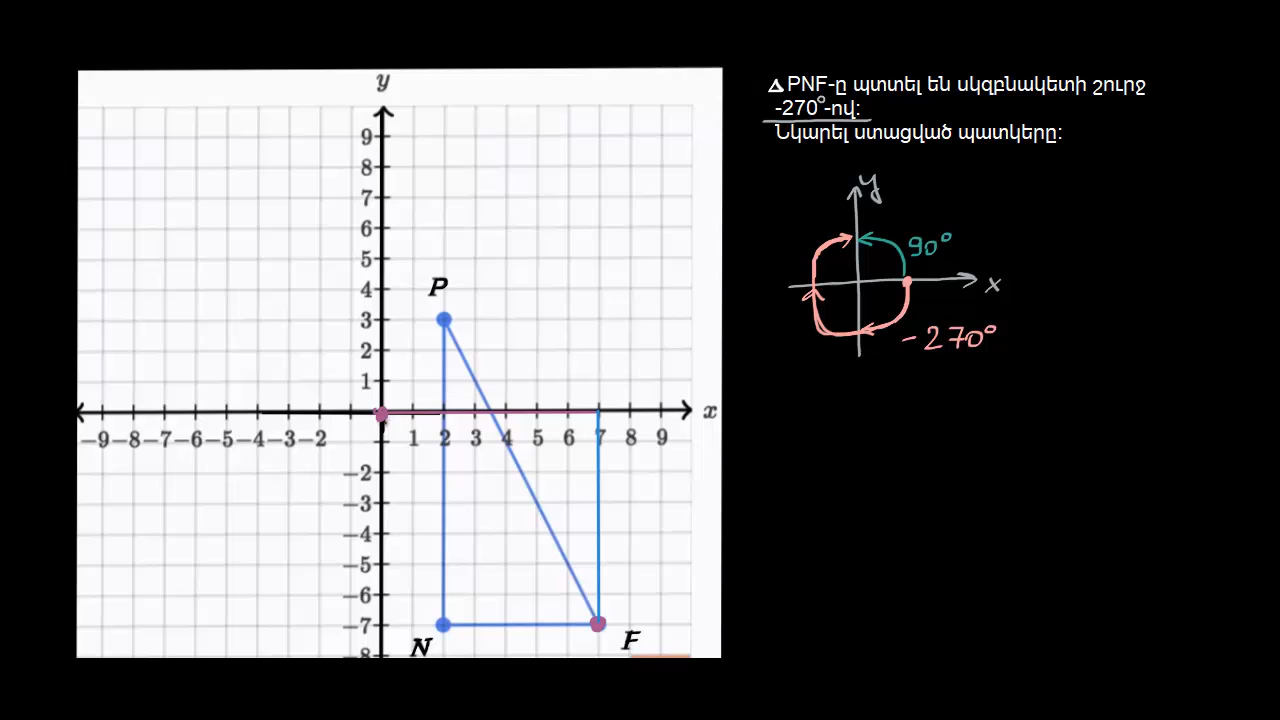 △PNF-ը պտտել են սկզբնակետի շուրջ
-270°-ով:
Նկարել ստացված պատկերը:
y
9
8
7
6
5
4
3
2
1
P
-9 -8 -7 -6 -5 -4 -3 -2 1 2 3 4 5 6 7 8 9 x
-2
-3
-4
-5
-6
-7
-8
N F
y
90°
x
-270°